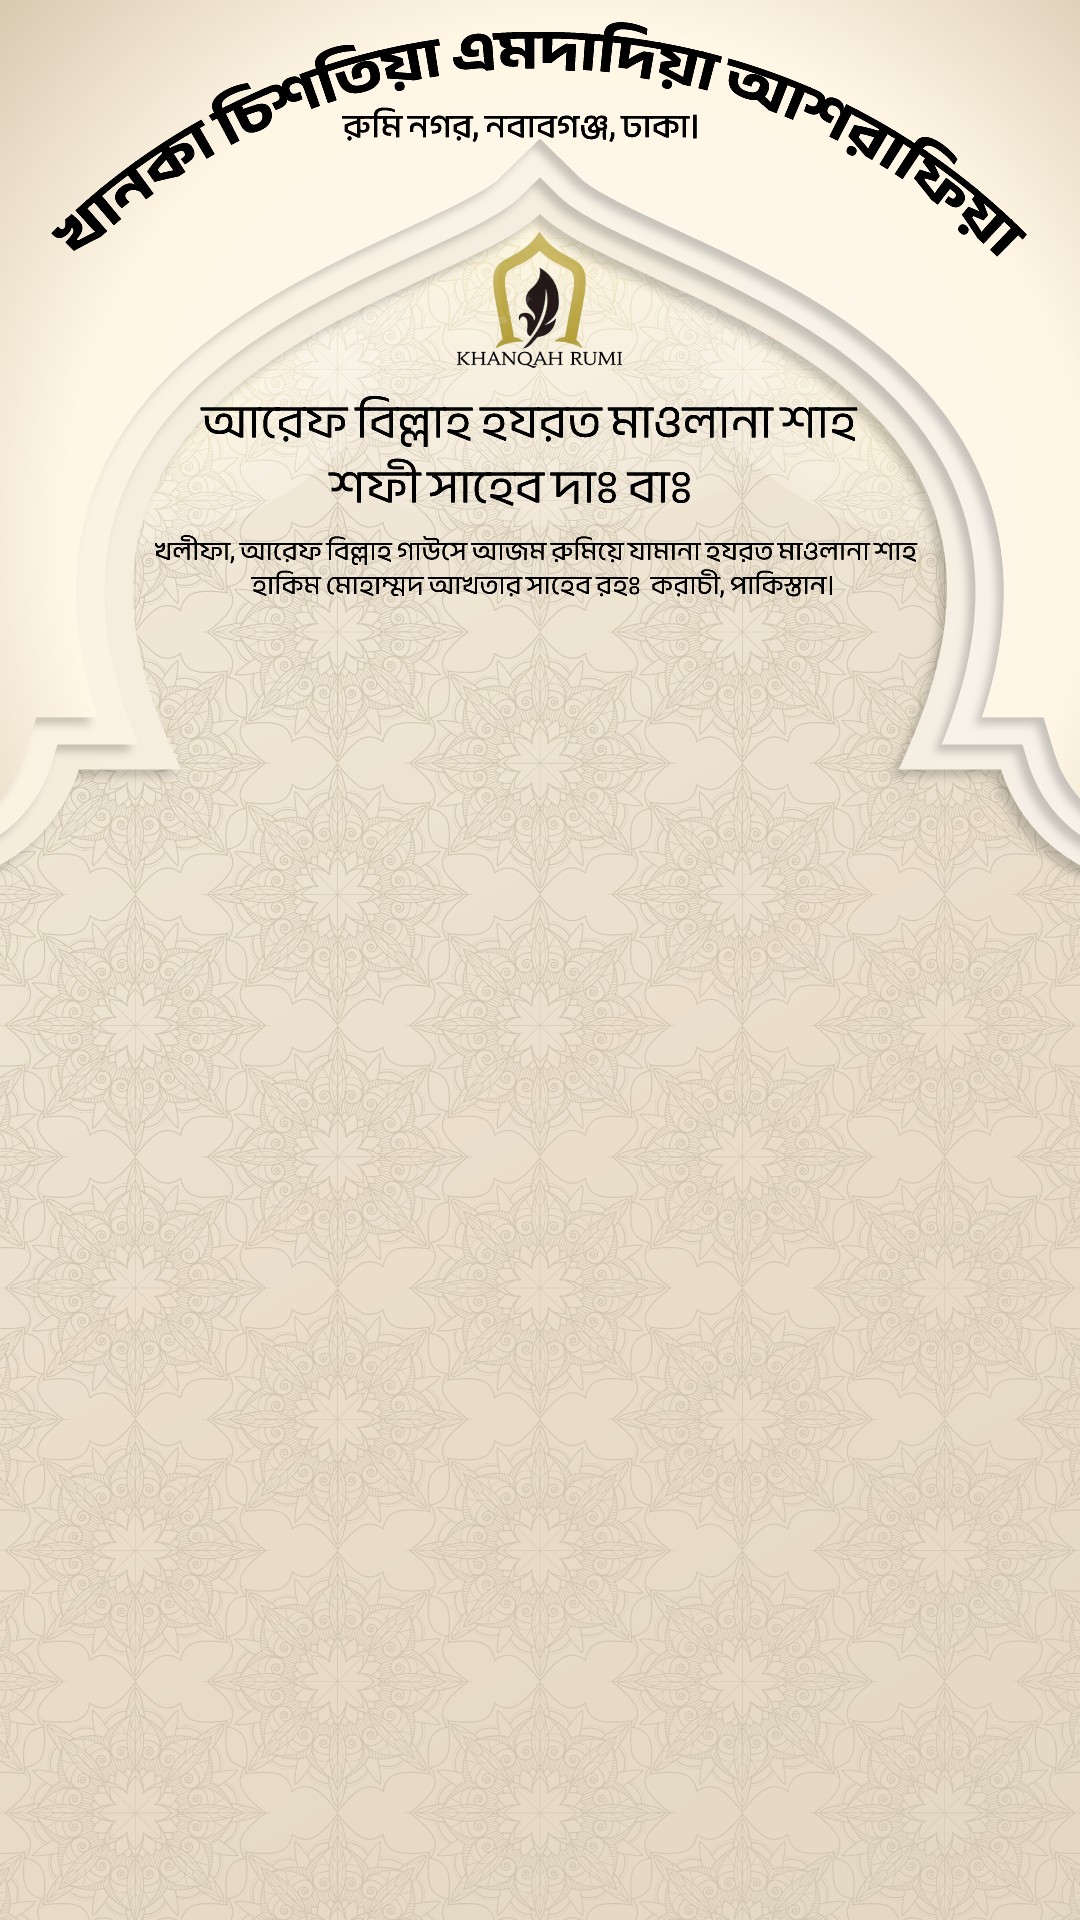 খানকা চিশতিয়া এমদাদিয়া আশরাফিয়া
রুমি নগর, নবাবগঞ্জ, ঢাকা।
KHANQAH RUMI
আরেফ বিল্লাহ হযরত মাওলানা শাহ
শফী সাহেব দাঃ বাঃ
খলীফা, আরেফ বিল্লাহ গাউসে আজম রুমিয়ে যামানা হযরত মাওলানা শাহ
হাকিম মোহাম্মদ আখতার সাহেব রহঃ করাচী, পাকিস্তান।